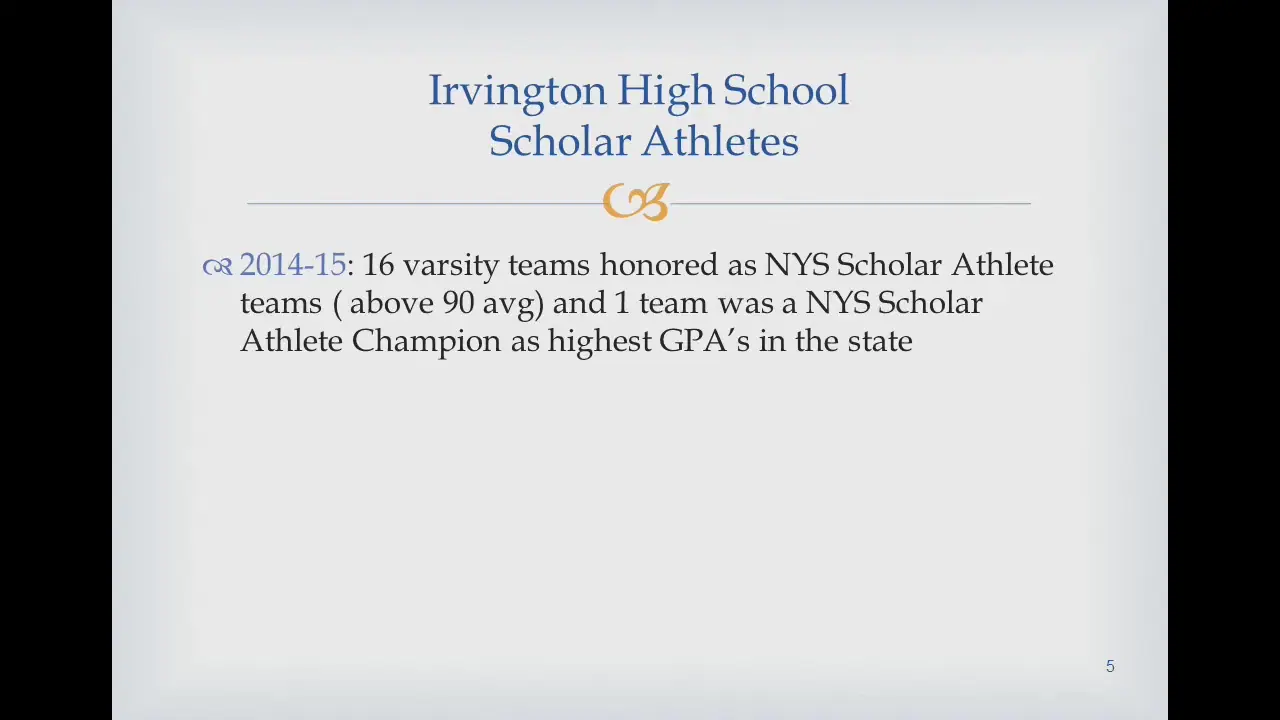 Irvington High School
Scholar Athletes
2014-15: 16 varsity teams honored as NYS Scholar Athlete
teams ( above 90 avg) and 1 team was a NYS Scholar
Athlete Champion as highest GPA’s in the state
5